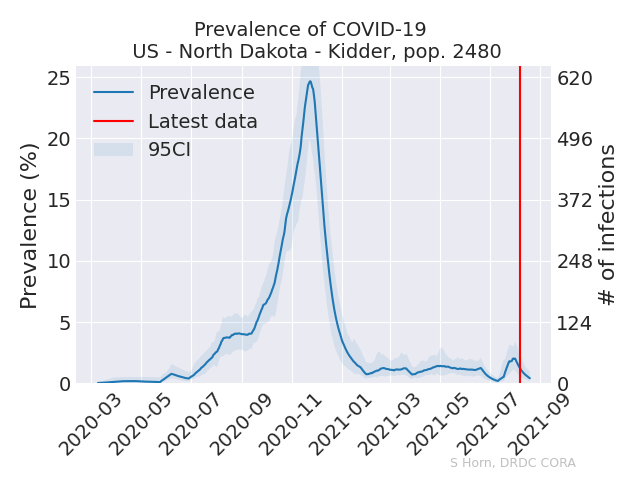 Prevalence of COVID-19
US - North Dakota - Kidder, pop. 2480
Prevalence
Latest data
95CI
Prevalence (%)
25
20
15
10
5
0
620
496
372
248
124
0
# of infections
2020-03
2020-05
2020-07
2020-09
2020-11
2021-01
2021-03
2021-05
2021-07
2021-09
S Horn, DRDC CORA